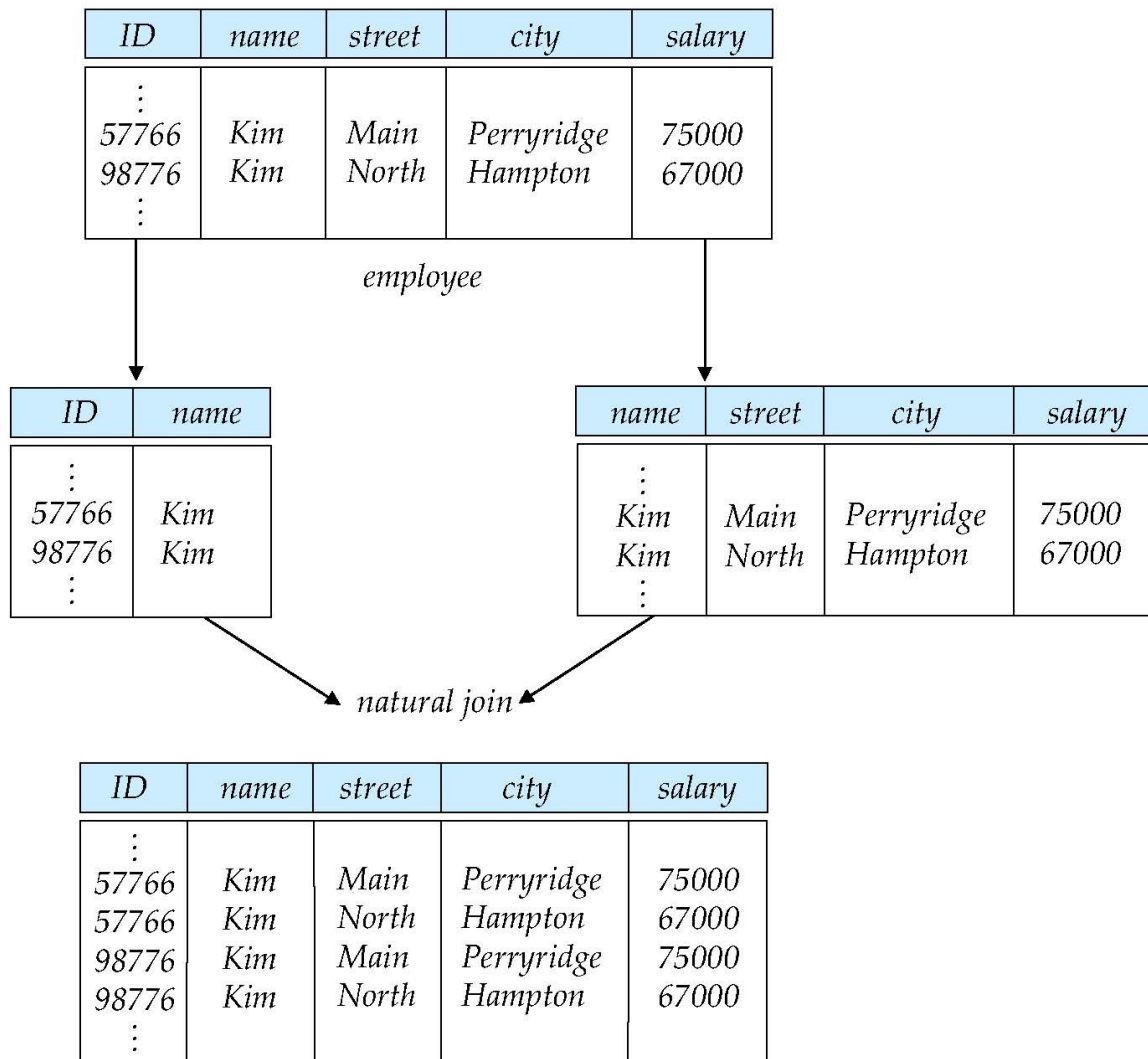 ID name street city salary
⋮
57766 Kim Main Perryridge 75000
98776 Kim North Hampton 67000
⋮
employee
ID name
⋮
57766 Kim
98776 Kim
⋮
name street city salary
⋮
Kim Main Perryridge 75000
Kim North Hampton 67000
⋮
natural join
ID name street city salary
⋮
57766 Kim Main Perryridge 75000
57766 Kim North Hampton 67000
98776 Kim Main Perryridge 75000
98776 Kim North Hampton 67000
⋮